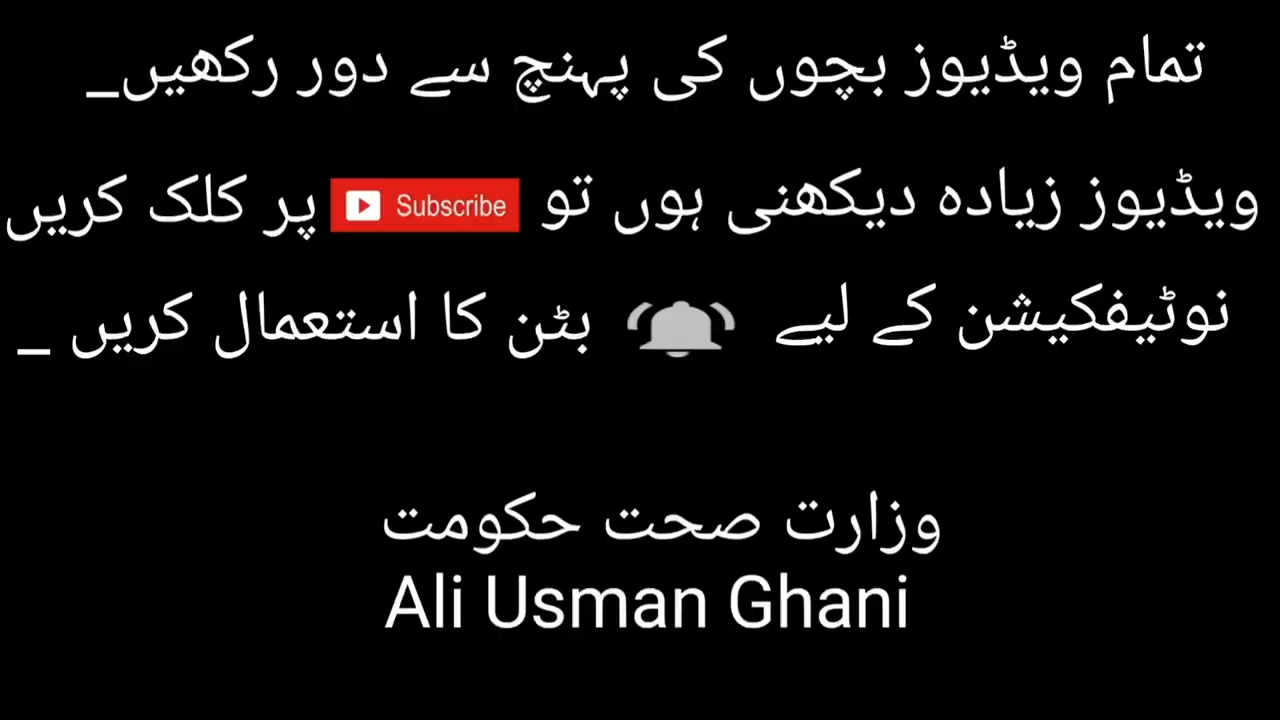 تمام ویڈیوز بچوں کی پہنچ سے دور رکھیں_
ویڈیوز زیادہ دیکھنی ہوں تو Subscribe پر کلک کریں
نوٹیفکیشن کے لیے بٹن کا استعمال کریں _
وزارت صحت حکومت
Ali Usman Ghani